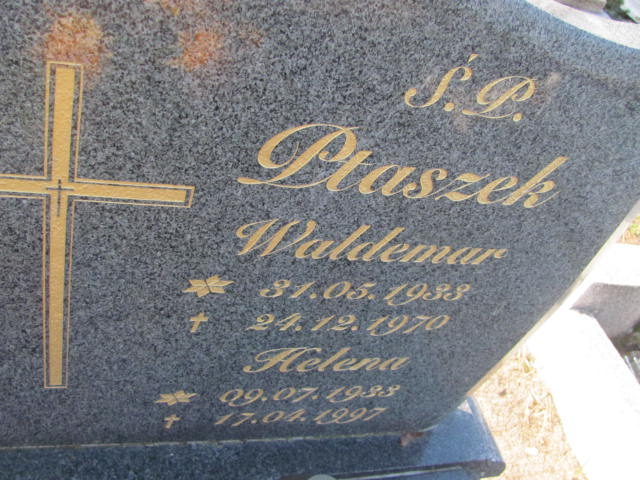 Ś.P.
Ptaszek
Waldemar
31.05.1933
24.12.1970
Helena
09.07.1933
17.04.1997